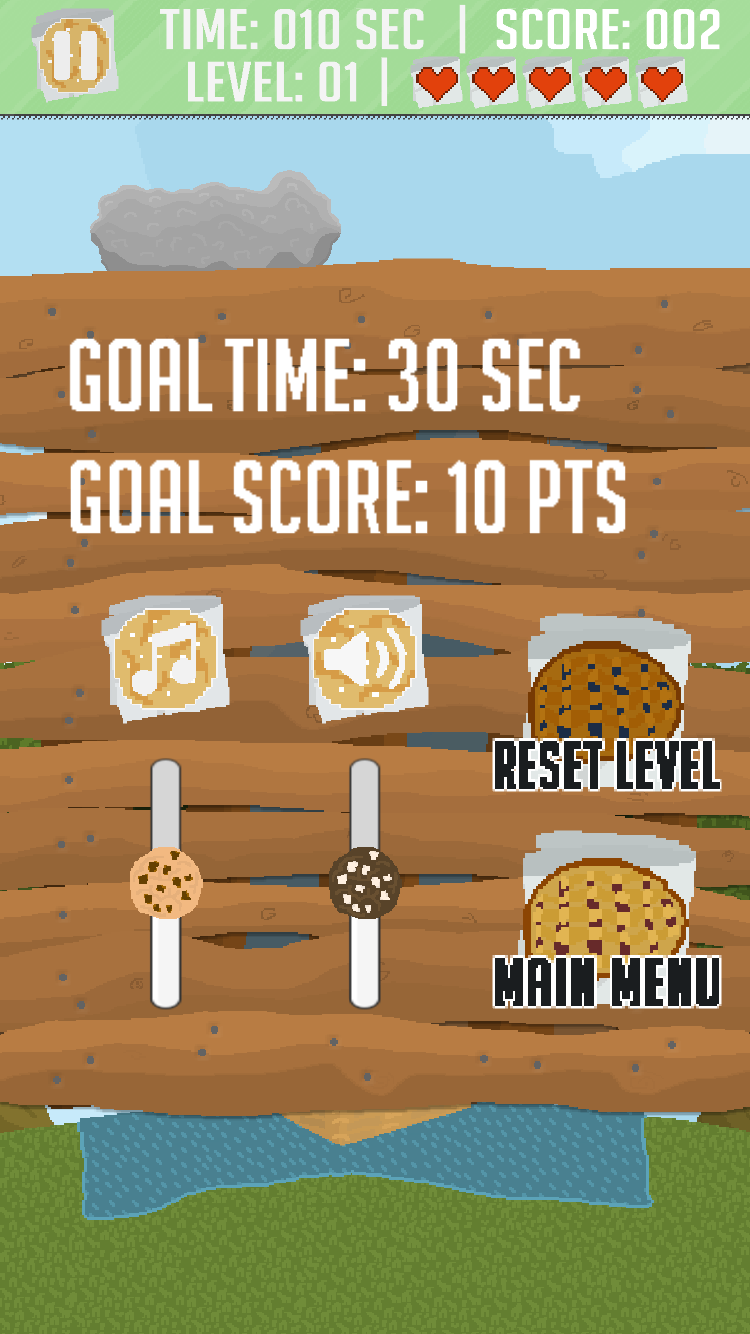 TIME: 010 SEC | SCORE: 002
LEVEL: 01 |
GOAL TIME: 30 SEC
GOAL SCORE: 10 PTS
RESET LEVEL
MAIN MENU